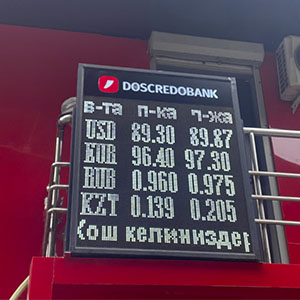 DOSCREDOBANK
в-та п-ка п-жа
USD 89.30 89.87
EUR 96.40 97.30
RUB 0.960 0.975
KZT 0.139 0.205
Кош келиниздер